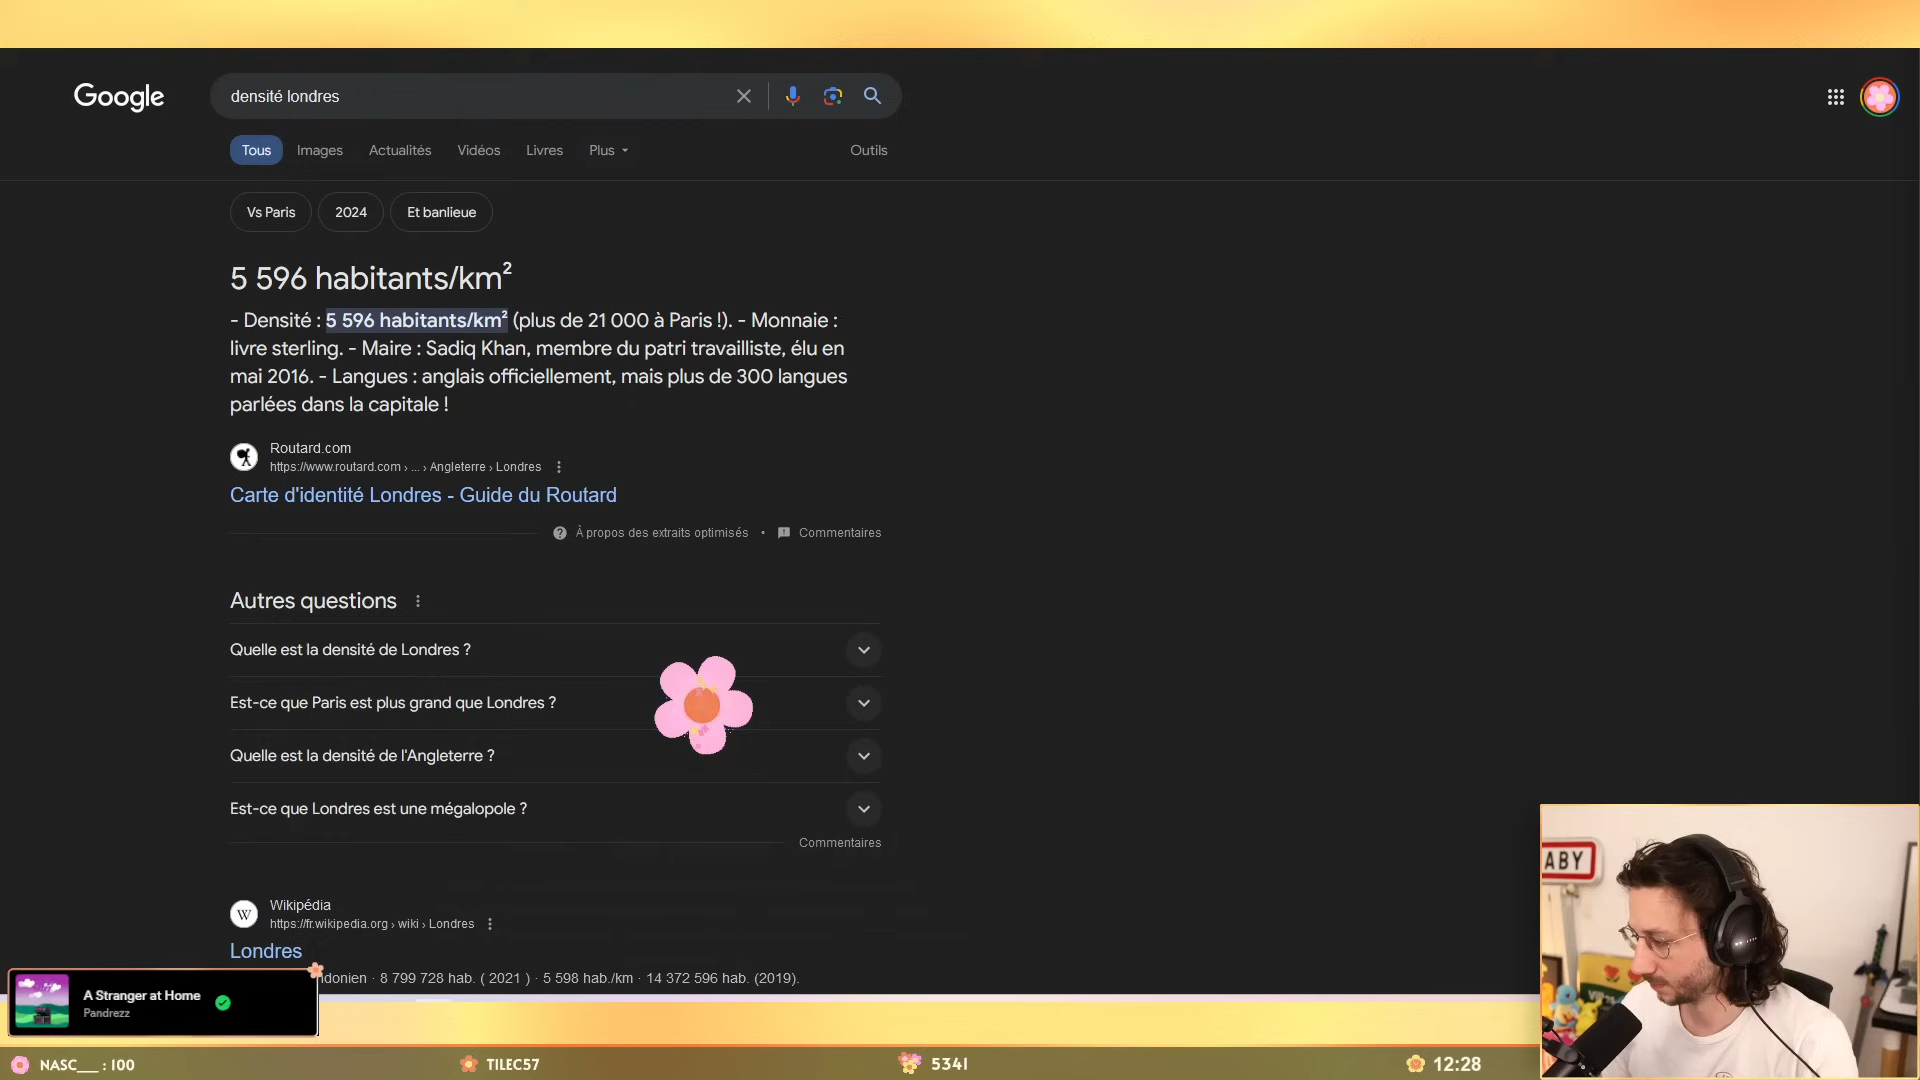 Google
densité londres
Tous
Images
Actualités
Vidéos
Livres
Plus
Outils
Vs Paris
2024
Et banlieue
5 596 habitants/km²
- Densité : 5 596 habitants/km² (plus de 21 000 à Paris !). - Monnaie :
livre sterling. - Maire : Sadiq Khan, membre du patri travailliste, élu en
mai 2016. - Langues : anglais officiellement, mais plus de 300 langues
parlées dans la capitale !
Routard.com
https://www.routard.com › ... › Angleterre › Londres
Carte d'identité Londres - Guide du Routard
À propos des extraits optimisés • Commentaires
Autres questions
Quelle est la densité de Londres ?
Est-ce que Paris est plus grand que Londres ?
Quelle est la densité de l'Angleterre ?
Est-ce que Londres est une mégalopole ?
Commentaires
W
Wikipédia
https://fr.wikipedia.org › wiki › Londres
Londres
donien · 8 799 728 hab. ( 2021 ) · 5 598 hab./km · 14 372 596 hab. (2019).
A Stranger at Home
Pandrezz
ABY
NASC___ : 100
TILEC57
5341
12:28